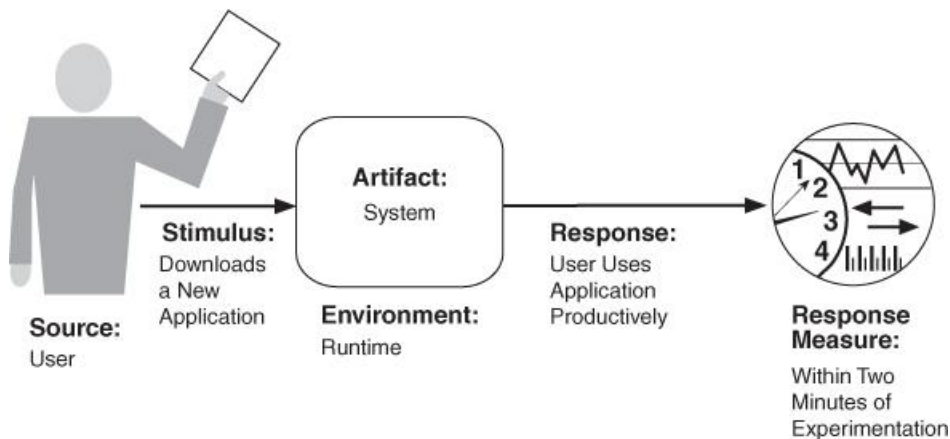 Source:
User
Stimulus:
Downloads
a New
Application
Artifact:
System
Environment:
Runtime
Response:
User Uses
Application
Productively
1
2
3
4
Response
Measure:
Within Two
Minutes of
Experimentation